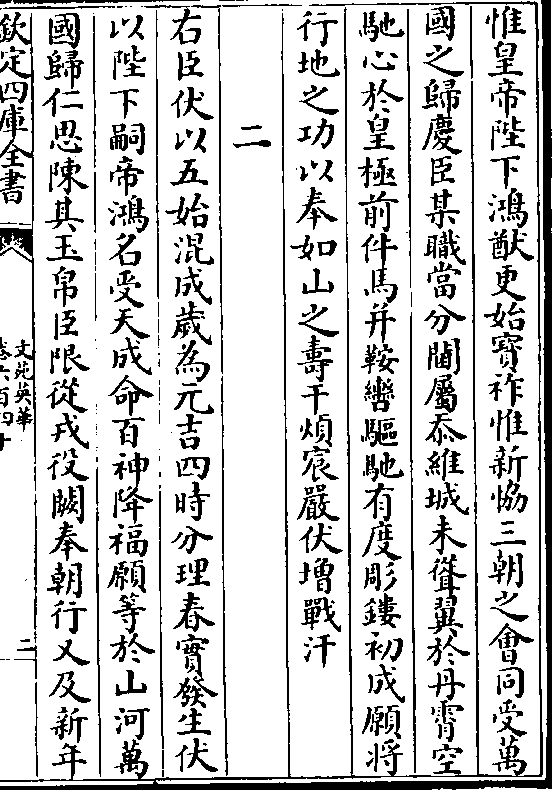 惟皇帝陛下鴻猷更始寳祚惟新恊三朝之會同受萬
國之歸慶臣某職當分閫屬忝維城未聳翼於丹霄空
馳心於皇極前件馬并鞍轡驅馳有度彫鏤初成願將
行地之功以奉如山之壽干煩宸嚴伏增戰汗
二
右臣伏以五始混成歲為元吉四時分理春實發生伏
以陛下嗣帝鴻名受天成命百神降福願等於山河萬
國歸仁思陳其玉帛臣限從戎役闕奉朝行又及新年
欽定四庫全書
文苑英華
卷六百四十
二